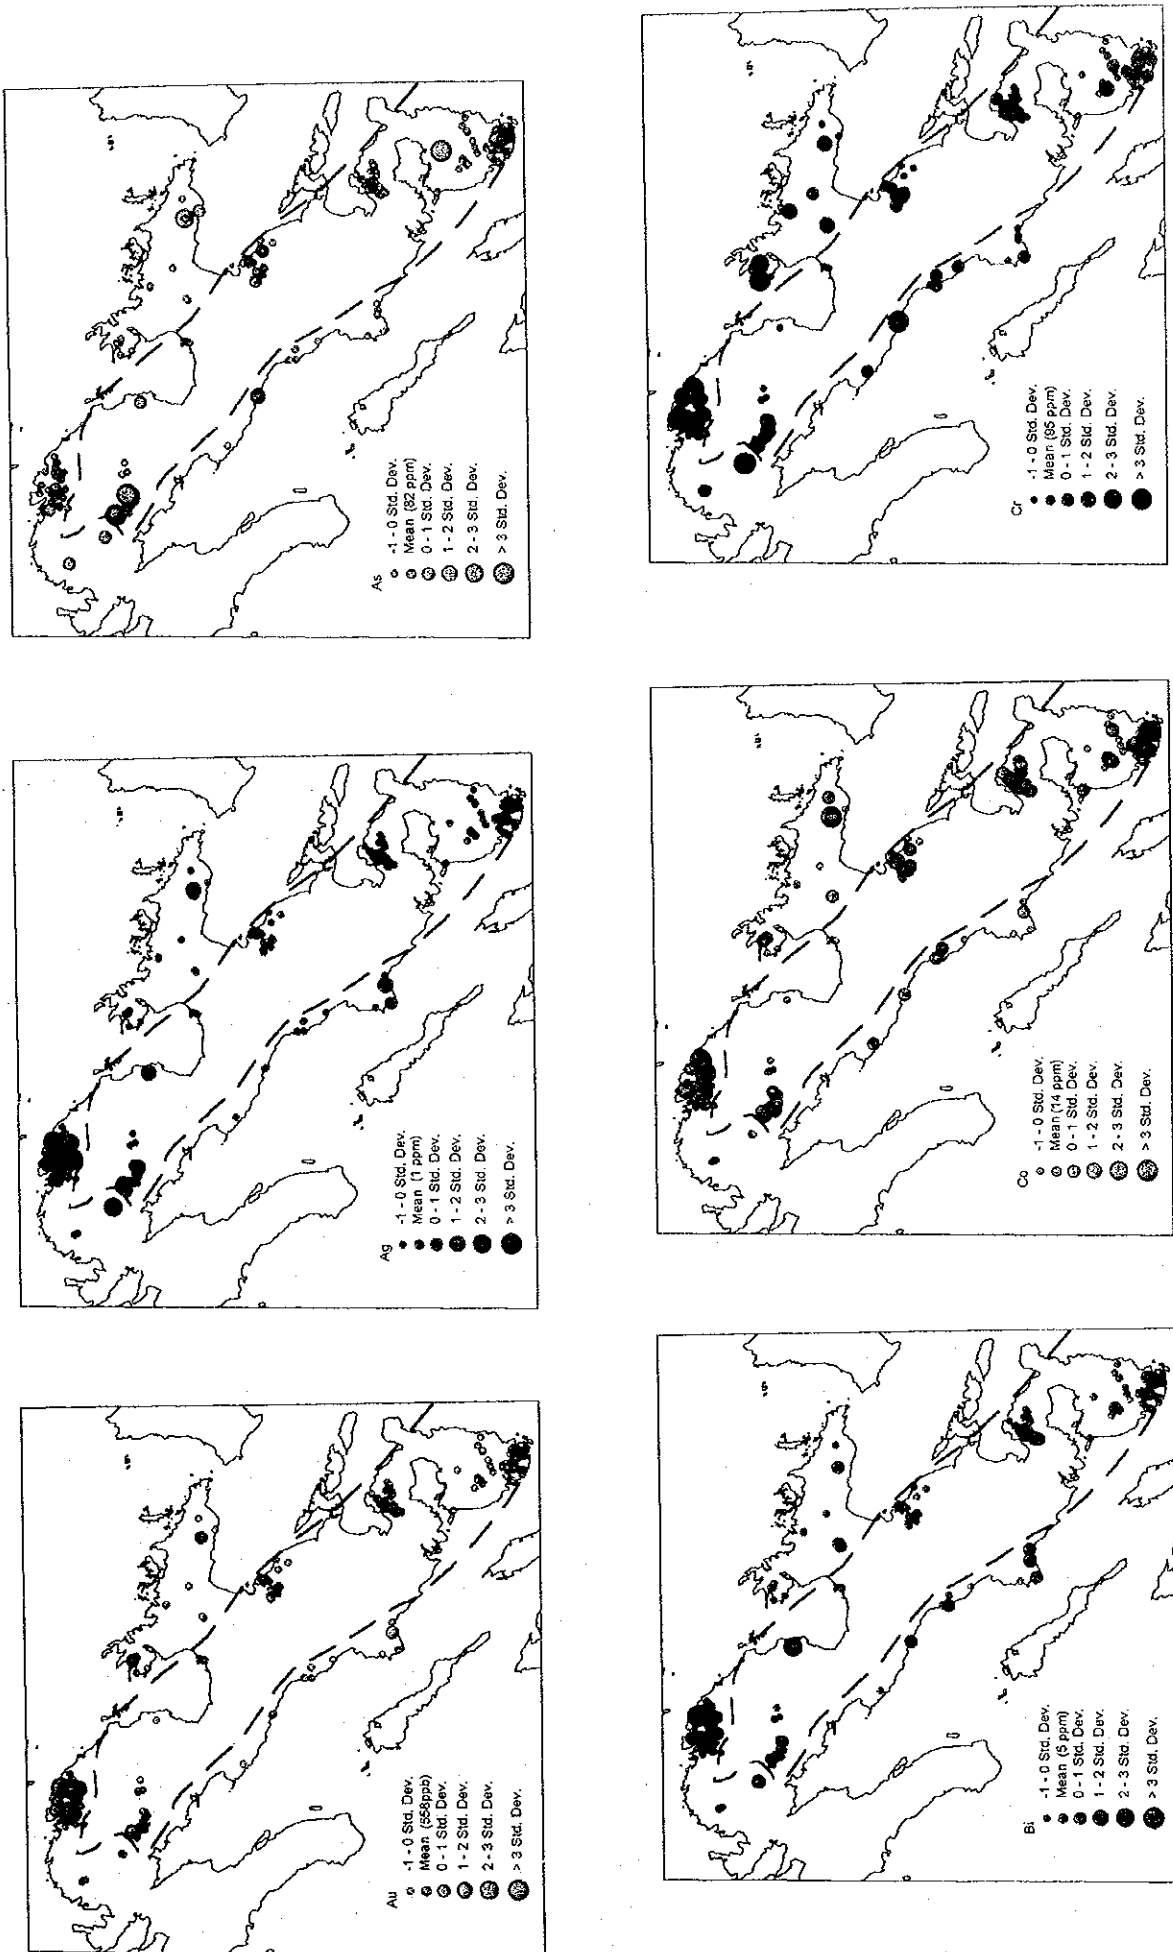 As
-1 - 0 Std. Dev.
Mean (82 ppm)
0 - 1 Std. Dev.
1 - 2 Std. Dev.
2 - 3 Std. Dev.
> 3 Std. Dev.
Cr
-1 - 0 Std. Dev.
Mean (95 ppm)
0 - 1 Std. Dev.
1 - 2 Std. Dev.
2 - 3 Std. Dev.
> 3 Std. Dev.
Ag
-1 - 0 Std. Dev.
Mean (1 ppm)
0 - 1 Std. Dev.
1 - 2 Std. Dev.
2 - 3 Std. Dev.
> 3 Std. Dev.
Co
-1 - 0 Std. Dev.
Mean (14 ppm)
0 - 1 Std. Dev.
1 - 2 Std. Dev.
2 - 3 Std. Dev.
> 3 Std. Dev.
Au
-1 - 0 Std. Dev.
Mean (558ppb)
0 - 1 Std. Dev.
1 - 2 Std. Dev.
2 - 3 Std. Dev.
> 3 Std. Dev.
Bi
-1 - 0 Std. Dev.
Mean (5 ppm)
0 - 1 Std. Dev.
1 - 2 Std. Dev.
2 - 3 Std. Dev.
> 3 Std. Dev.